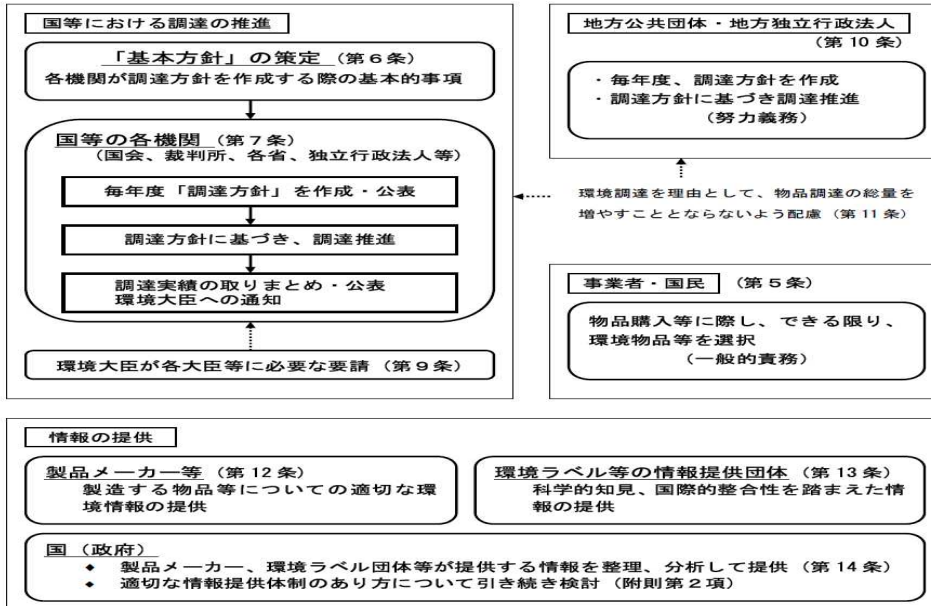 国等における調達の推進
「基本方針」の策定 (第６条)
各機関が調達方針を作成する際の基本的事項
国等の各機関 (第７条)
(国会、裁判所、各省、独立行政法人等)
毎年度「調達方針」を作成・公表
調達方針に基づき、調達推進
調達実績の取りまとめ・公表
環境大臣への通知
環境大臣が各大臣等に必要な要請 (第９条)
地方公共団体・地方独立行政法人
(第 10 条)
・毎年度、調達方針を作成
・調達方針に基づき調達推進
(努力義務)
環境調達を理由として、物品調達の総量を
増やすこととならないよう配慮 (第 11 条)
事業者・国民 (第５条)
物品購入等に際し、できる限り、
環境物品等を選択
(一般的責務)
情報の提供
製品メーカー等 (第 12 条)
製造する物品等についての適切な環
境情報の提供
環境ラベル等の情報提供団体 (第 13 条)
科学的知見、国際的整合性を踏まえた情
報の提供
国 (政府)
◆ 製品メーカー、環境ラベル団体等が提供する情報を整理、分析して提供 (第 14 条)
◆ 適切な情報提供体制のあり方について引き続き検討 (附則第２項)